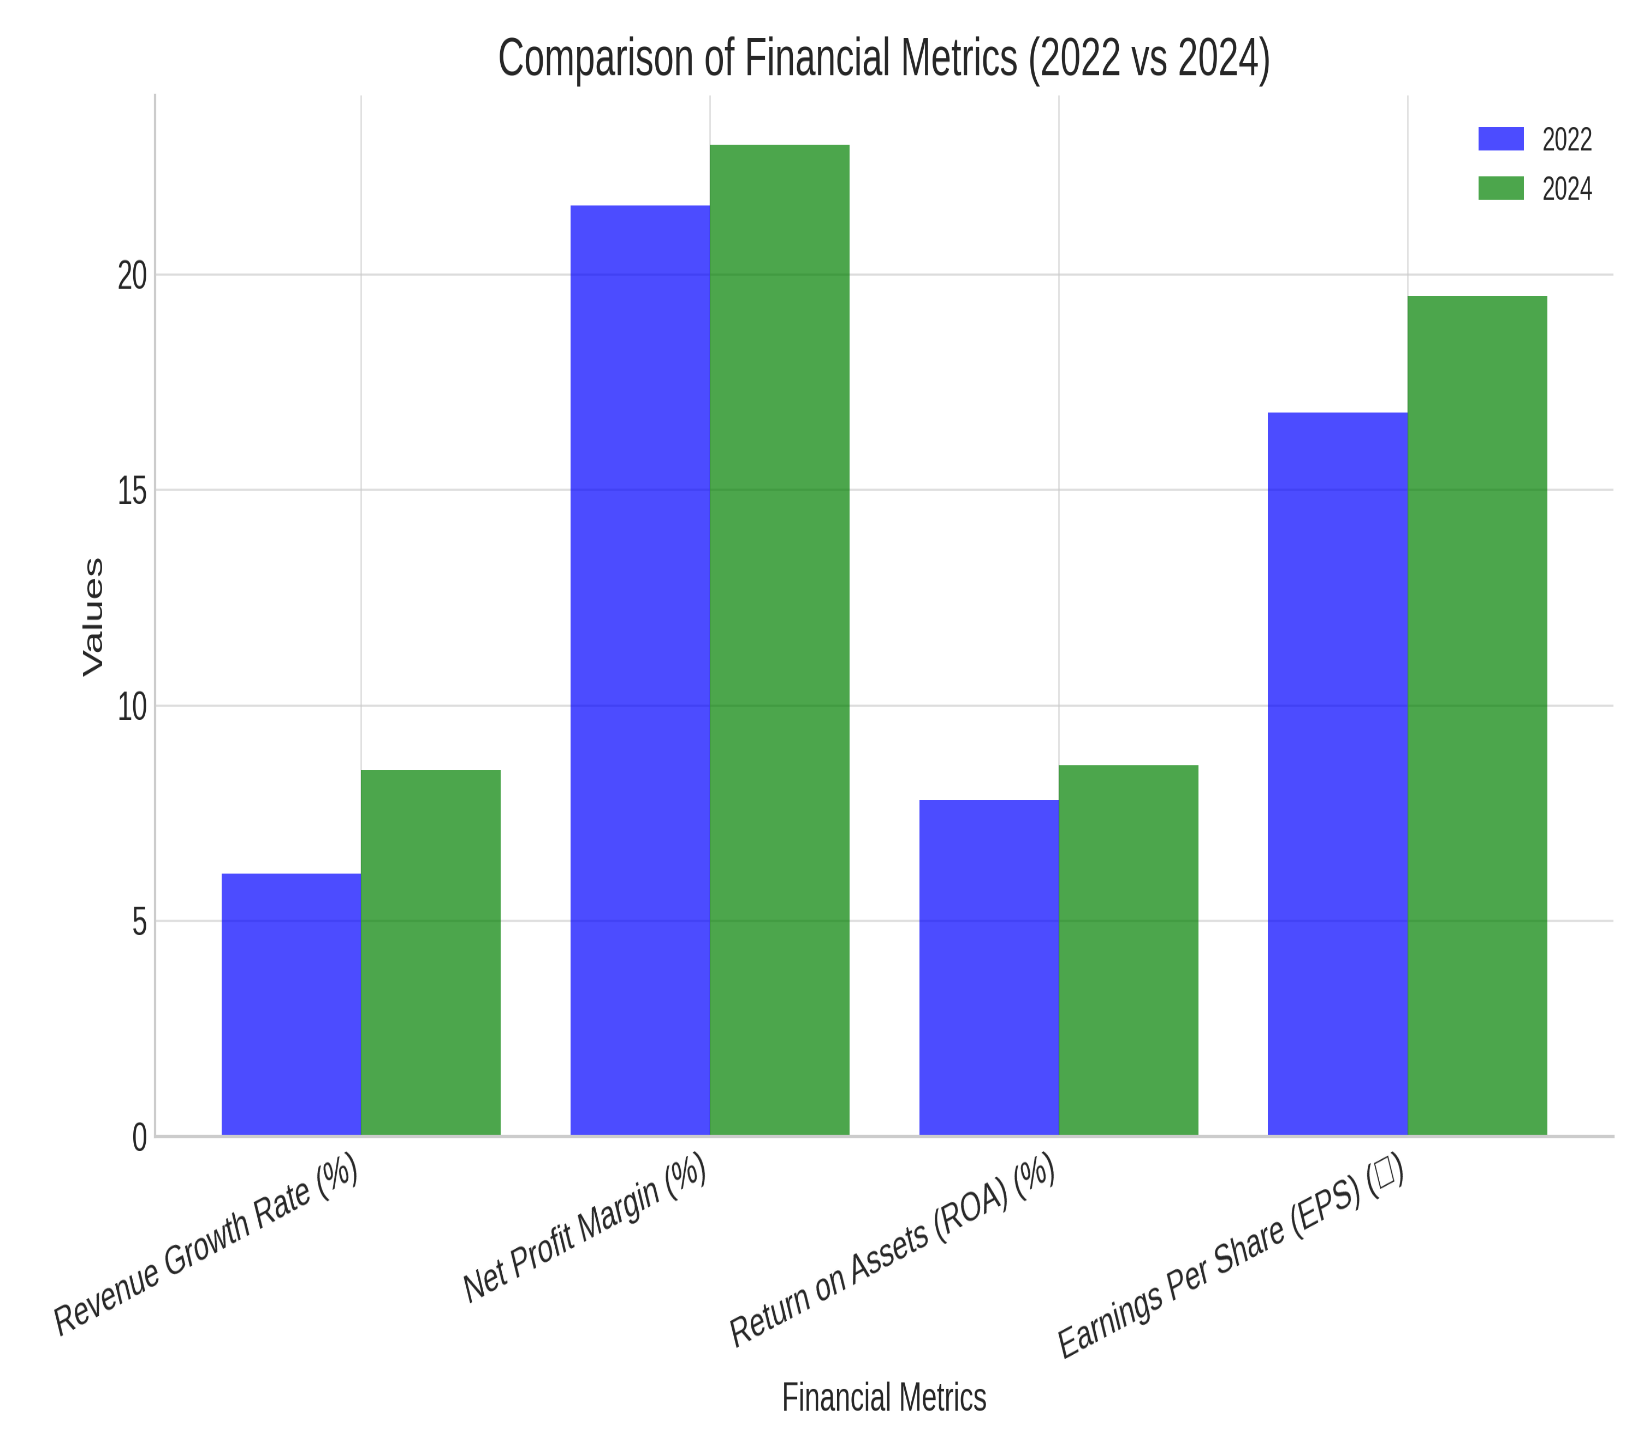 Comparison of Financial Metrics (2022 vs 2024)
2022
2024
20
15
10
5
0
Values
Revenue Growth Rate (%)
Net Profit Margin (%)
Return on Assets (ROA) (%)
Earnings Per Share (EPS) (□)
Financial Metrics